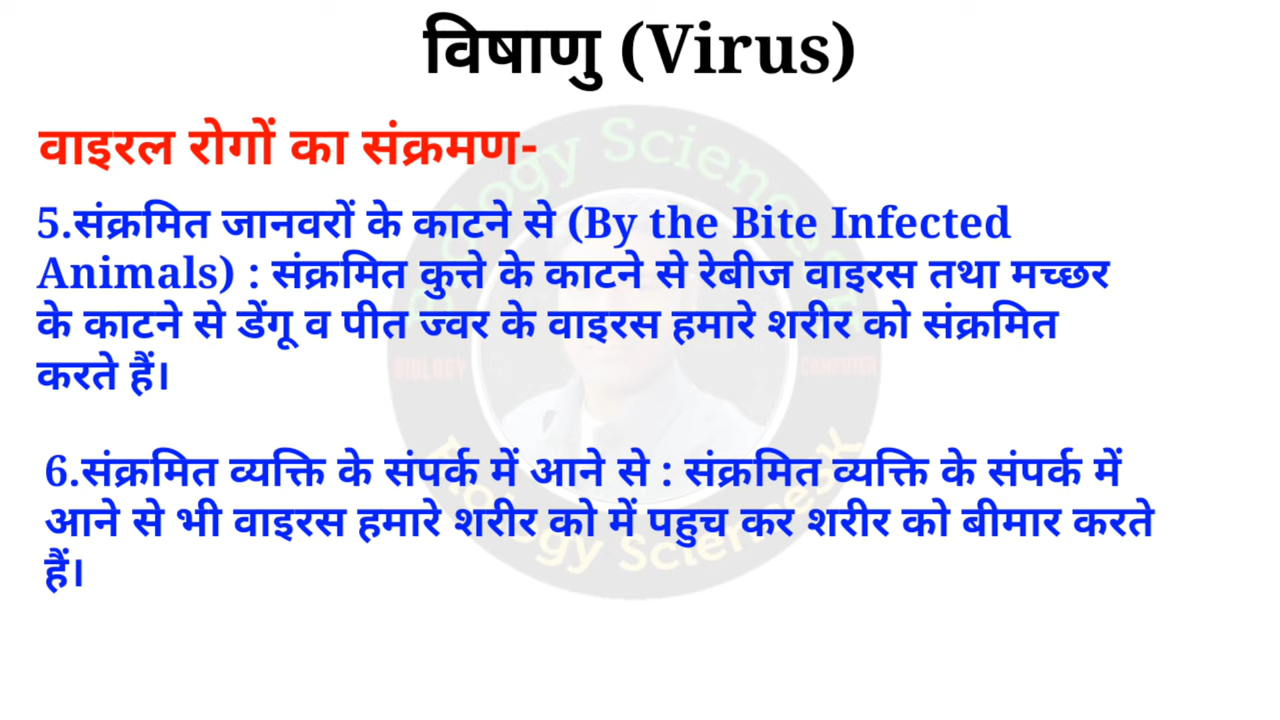 विषाणु (Virus)
वाइरल रोगों का संक्रमण-
5.संक्रमित जानवरों के काटने से (By the Bite Infected
Animals) : संक्रमित कुत्ते के काटने से रेबीज वाइरस तथा मच्छर
के काटने से डेंगू व पीत ज्वर के वाइरस हमारे शरीर को संक्रमित
करते हैं।
6.संक्रमित व्यक्ति के संपर्क में आने से : संक्रमित व्यक्ति के संपर्क में
आने से भी वाइरस हमारे शरीर को में पहुच कर शरीर को बीमार करते
हैं।
BIOLOGY